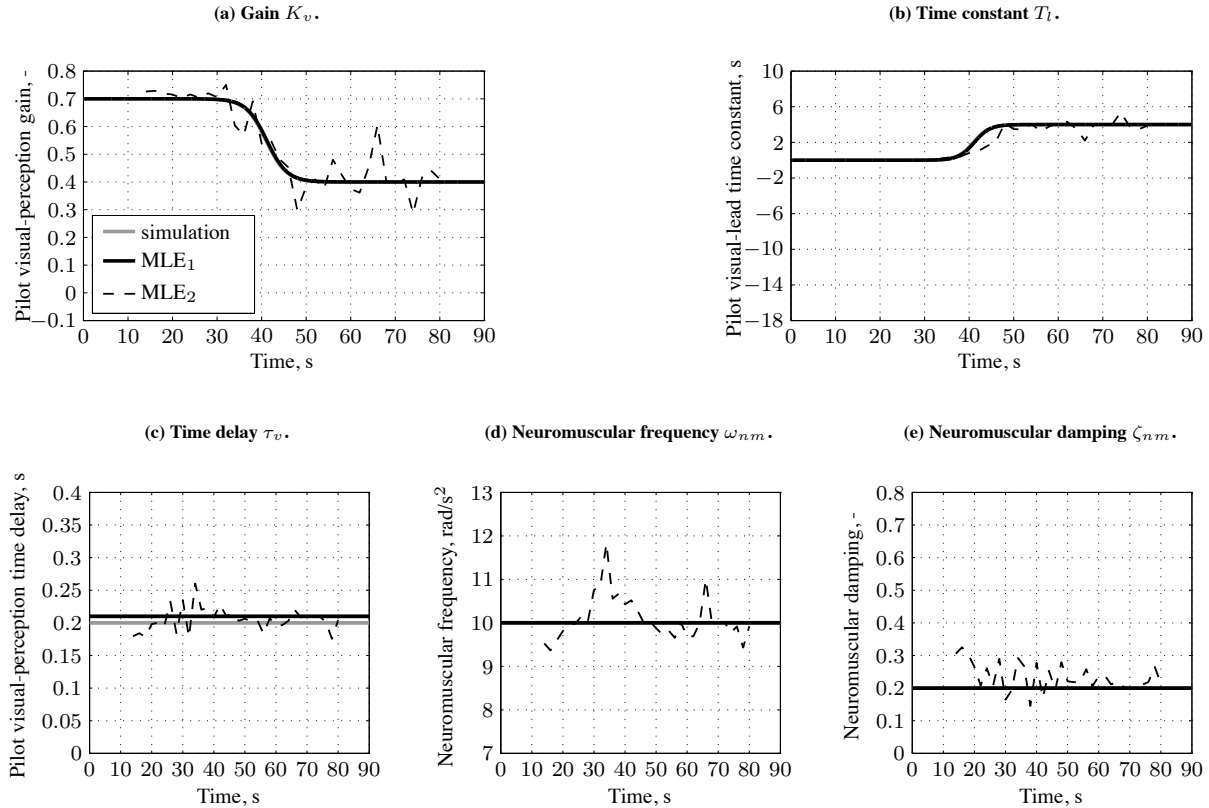 (a) Gain K_v.
Pilot visual-perception gain, -
0.8
0.7
0.6
0.5
0.4
0.3
0.2
0.1
0
−0.1
simulation
MLE₁
MLE₂
0 10 20 30 40 50 60 70 80 90
Time, s
(b) Time constant T_l.
Pilot visual-lead time constant, s
10
6
2
−2
−6
−10
−14
−18
0 10 20 30 40 50 60 70 80 90
Time, s
(c) Time delay τ_v.
Pilot visual-perception time delay, s
0.4
0.35
0.3
0.25
0.2
0.15
0.1
0.05
0
0 10 20 30 40 50 60 70 80 90
Time, s
(d) Neuromuscular frequency ω_{nm}.
Neuromuscular frequency, rad/s²
13
12
11
10
9
8
7
0 10 20 30 40 50 60 70 80 90
Time, s
(e) Neuromuscular damping ζ_{nm}.
Neuromuscular damping, -
0.8
0.7
0.6
0.5
0.4
0.3
0.2
0.1
0
0 10 20 30 40 50 60 70 80 90
Time, s